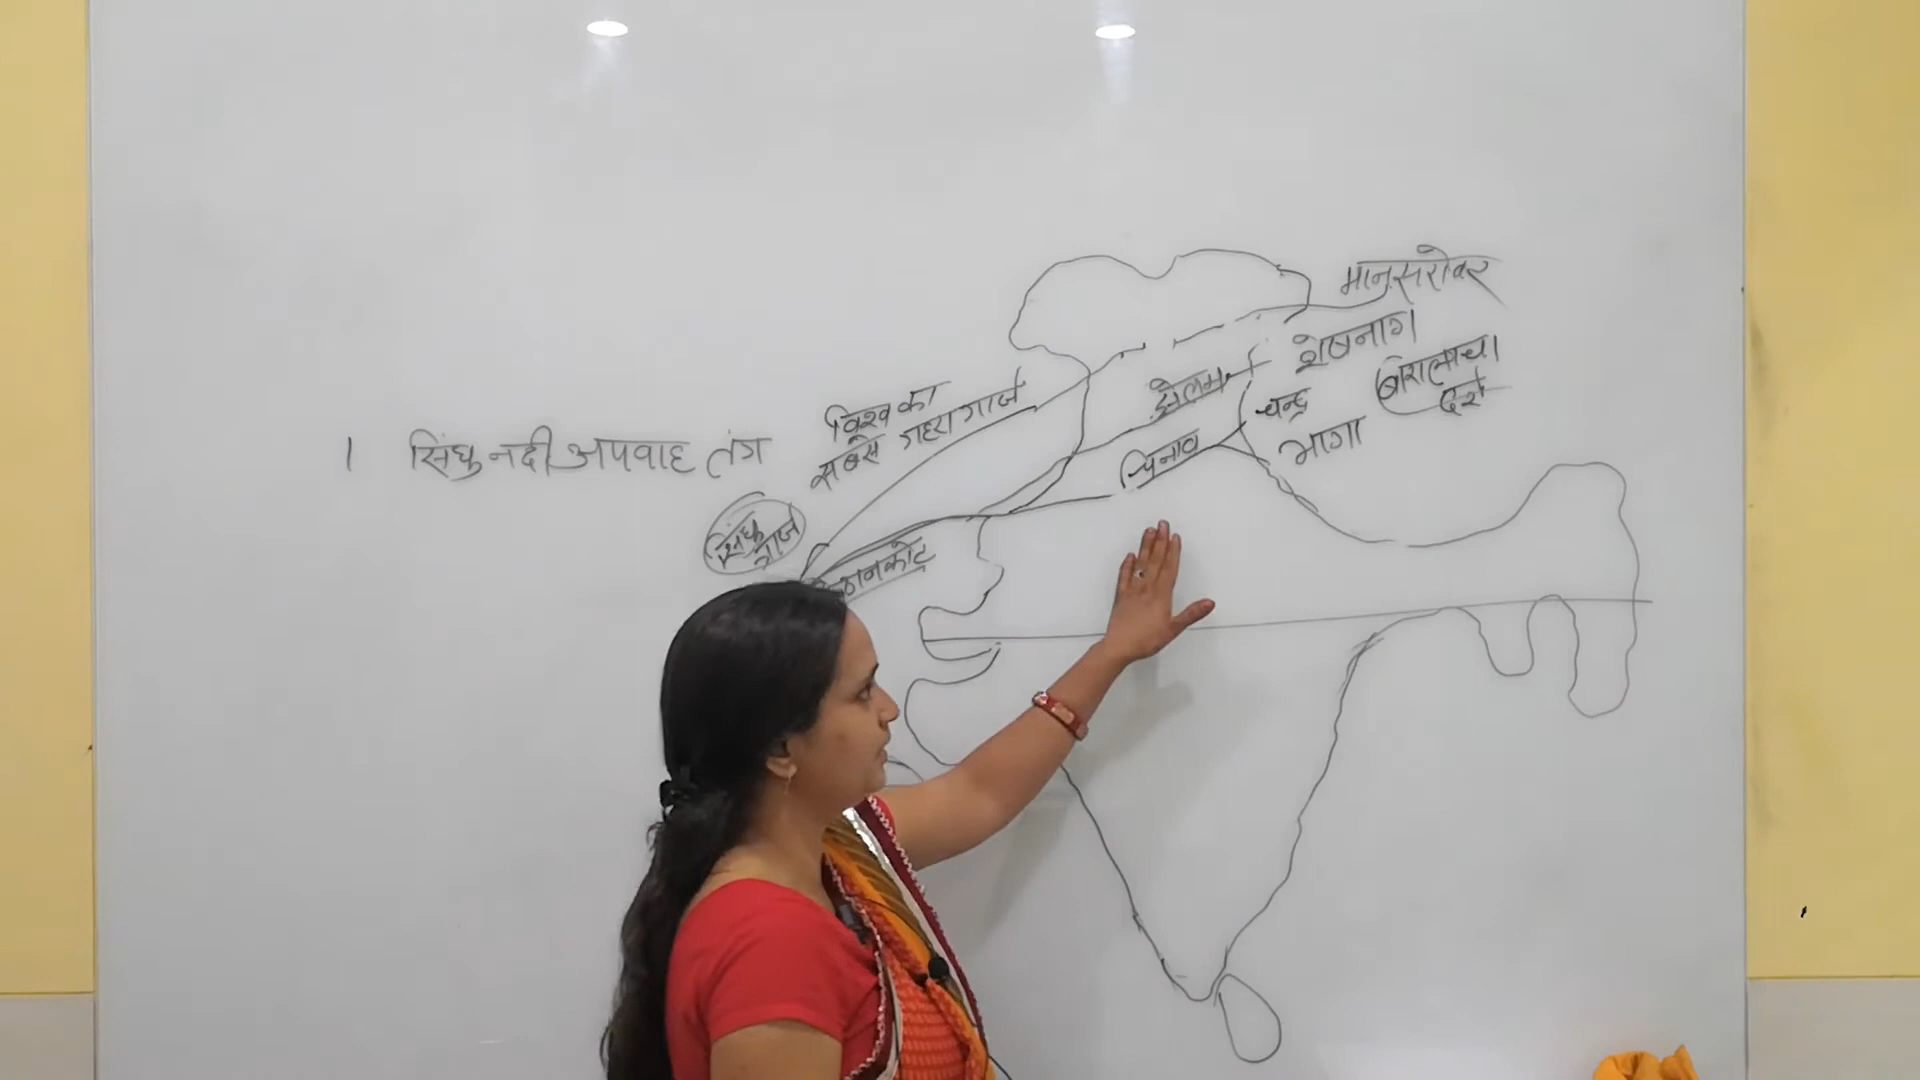 1 सिंधु नदी अपवाह तंत्र
विश्व का
सबसे गहरा गार्ज
सिंधु
गार्ज
मानसरोवर
शेषनाग
झेलम
चन्द्र
भागा
बारालाचा
दर्रा
चिनाव